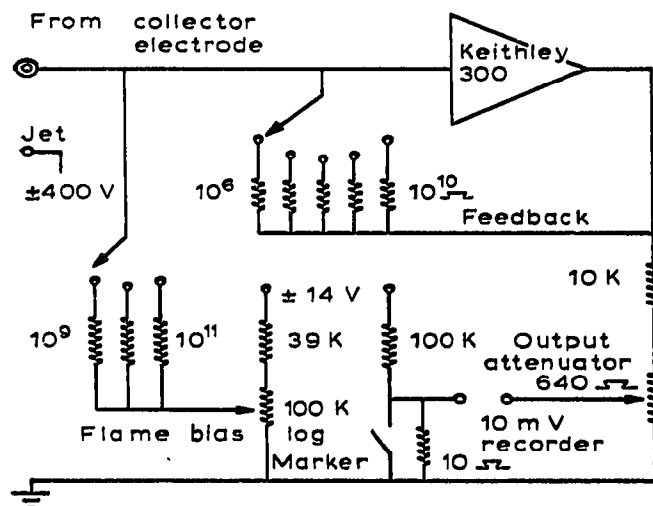 From collector
electrode
Keithley
300
Jet
±400 V
10⁶
10¹⁰
Feedback
10 K
± 14 V
10⁹
10¹¹
39 K
100 K
Output
attenuator
640
100 K
log
Flame bias
Marker
10
10 mV
recorder